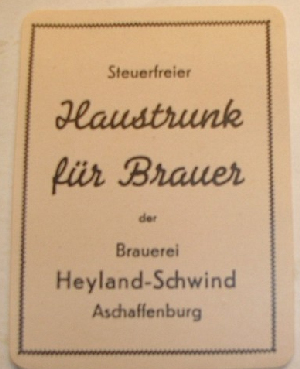 Steuerfreier
Haustrunk
für Brauer
der
Brauerei
Heyland-Schwind
Aschaffenburg